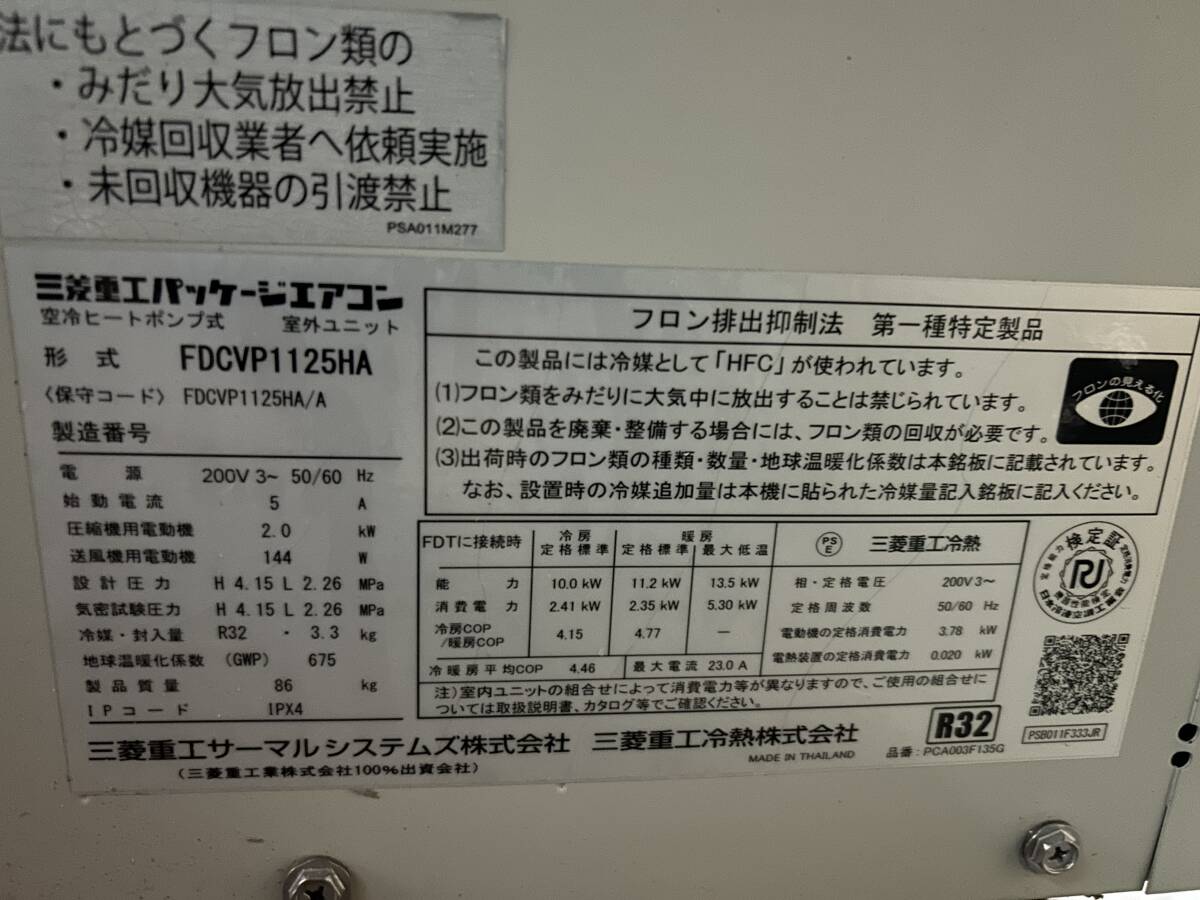 法にもとづくフロン類の
・みだり大気放出禁止
・冷媒回収業者へ依頼実施
・未回収機器の引渡禁止
PSA011M277
三菱重工パッケージエアコン
空冷ヒートポンプ式 室外ユニット
形式 FDCVP1125HA
〈保守コード〉 FDCVP1125HA/A
製造番号
電源 200V 3~ 50/60 Hz
始動電流 5 A
圧縮機用電動機 2.0 kW
送風機用電動機 144 W
設計圧力 H 4.15 L 2.26 MPa
気密試験圧力 H 4.15 L 2.26 MPa
冷媒・封入量 R32 ・ 3.3 kg
地球温暖化係数 (GWP) 675
製品質量 86 kg
IPコード IPX4
フロン排出抑制法 第一種特定製品
この製品には冷媒として「HFC」が使われています。
(1)フロン類をみだりに大気中に放出することは禁じられています。
(2)この製品を廃棄・整備する場合には、フロン類の回収が必要です。
(3)出荷時のフロン類の種類・数量・地球温暖化係数は本銘板に記載されています。
なお、設置時の冷媒追加量は本機に貼られた冷媒量記入銘板に記入ください。
フロンの見える化
FDTに接続時 冷房 定格標準 暖房 定格標準 最大低温
能力 10.0 kW 11.2 kW 13.5 kW
消費電力 2.41 kW 2.35 kW 5.30 kW
冷房COP/暖房COP 4.15 4.77 —
冷暖房平均COP 4.46 最大電流 23.0 A
PSE 三菱重工冷熱
相・定格電圧 200V 3~
定格周波数 50/60 Hz
電動機の定格消費電力 3.78 kW
電熱装置の定格消費電力 0.020 kW
注）室内ユニットの組合せによって消費電力等が異なりますので、ご使用の組合せに
ついては取扱説明書、カタログ等でご確認ください。
検定証
三菱重工サーマルシステムズ株式会社 三菱重工冷熱株式会社
(三菱重工業株式会社100%出資会社)
MADE IN THAILAND
R32
品番：PCA003F135G
PSB011F333JR